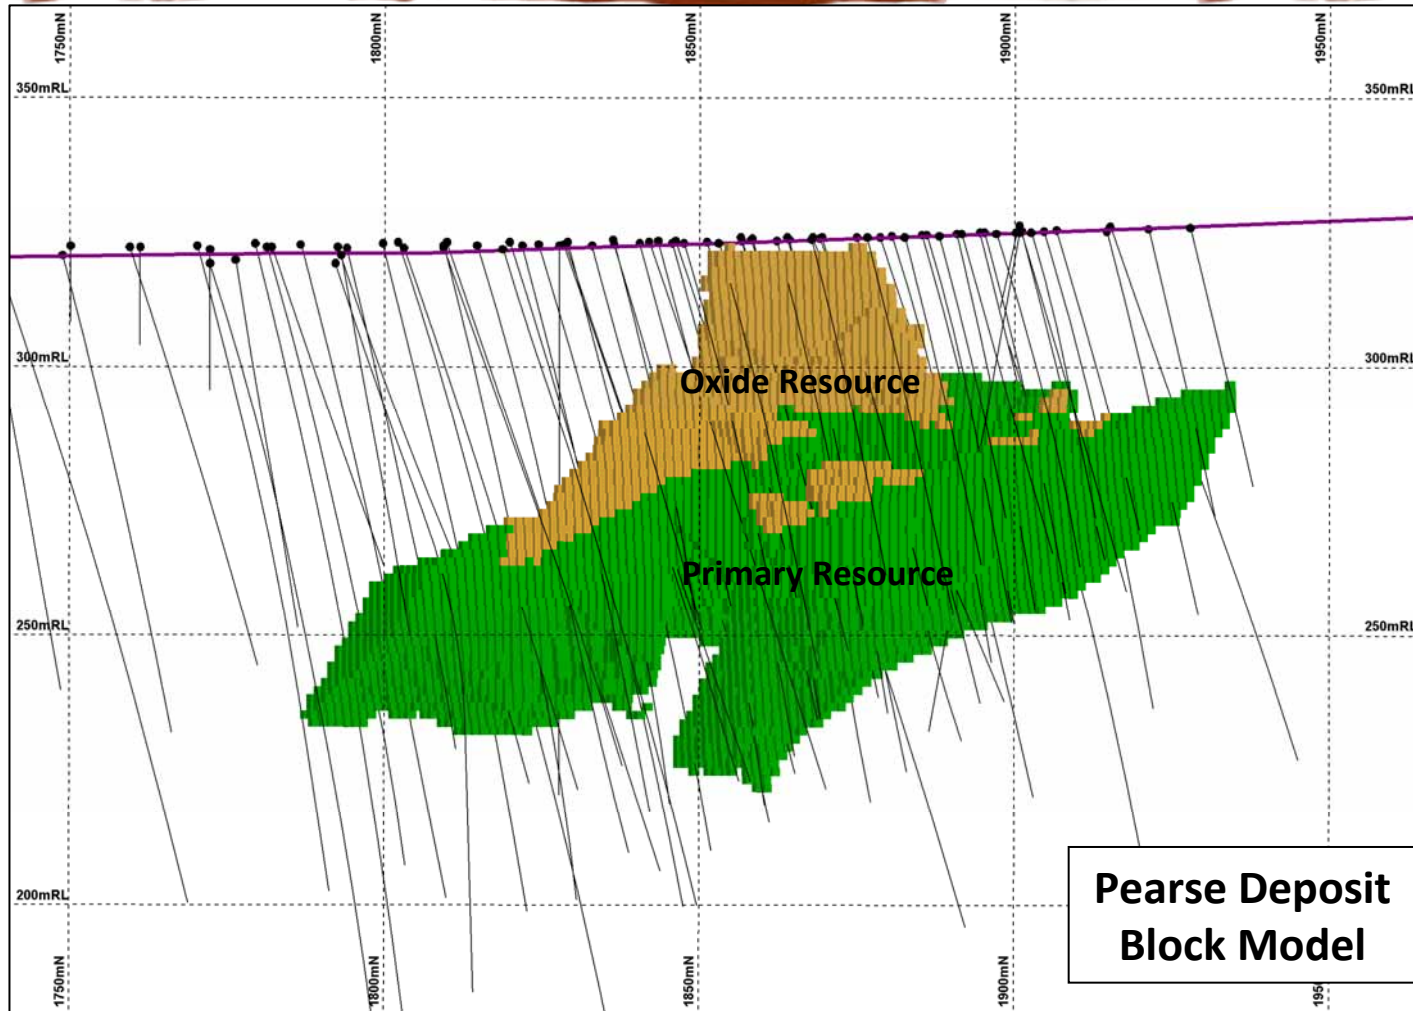 1750mN
1800mN
1850mN
1900mN
1950mN
350mRL
350mRL
300mRL
300mRL
Oxide Resource
Primary Resource
250mRL
250mRL
200mRL
Pearse Deposit
Block Model
1750mN
1800mN
1850mN
1900mN